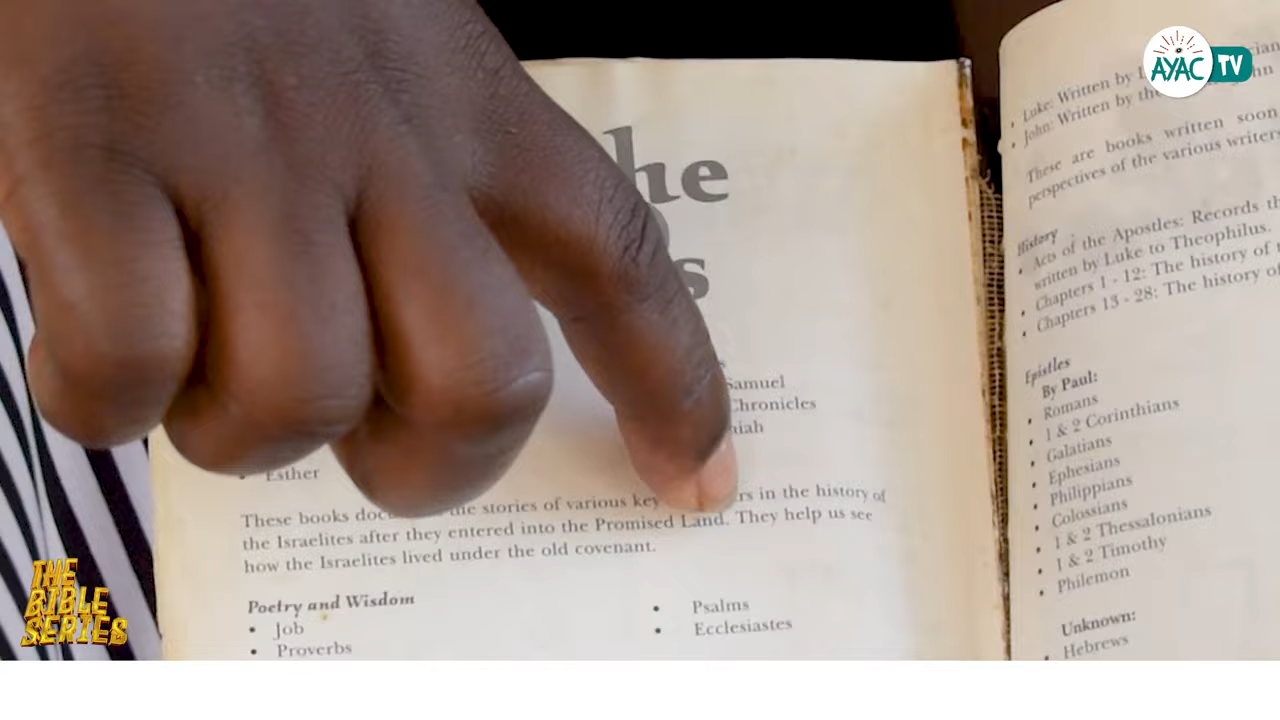 he
s
Samuel
Chronicles
iah
• Esther
These books doc the stories of various key rs in the history of
the Israelites after they entered into the Promised Land. They help us see
how the Israelites lived under the old covenant.
Poetry and Wisdom
• Job
• Proverbs
• Psalms
• Ecclesiastes
• Luke: Written by
• John: Written by the
These are books written soon
perspectives of the various writers
History
• Acts of the Apostles: Records th
written by Luke to Theophilus.
• Chapters 1 - 12: The history of
• Chapters 13 - 28: The history of
Epistles
By Paul:
• Romans
• 1 & 2 Corinthians
• Galatians
• Ephesians
• Philippians
• Colossians
• 1 & 2 Thessalonians
• 1 & 2 Timothy
• Philemon
Unknown:
• Hebrews
AYAC TV
THE
BIBLE
SERIES